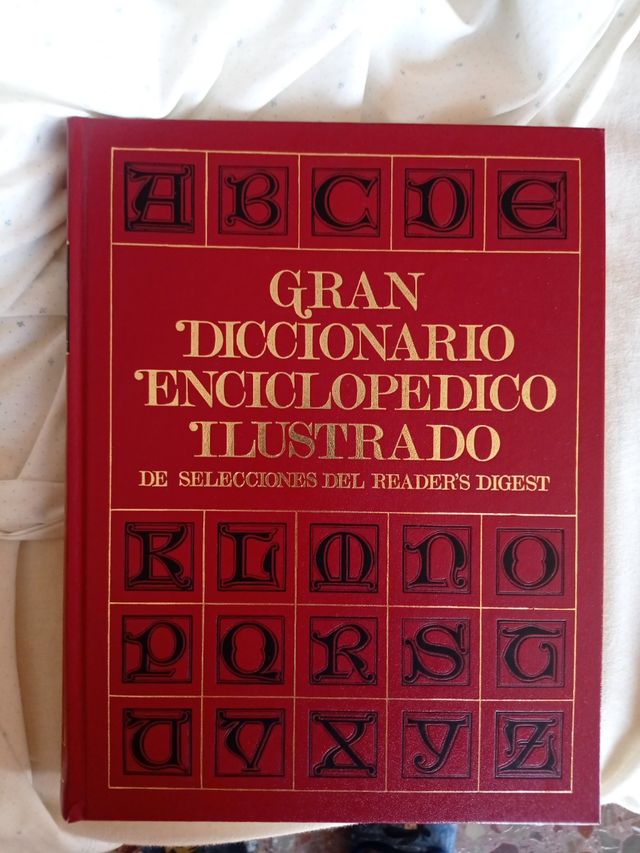 A B C D E
GRAN
DICCIONARIO
ENCICLOPEDICO
ILUSTRADO
DE SELECCIONES DEL READER'S DIGEST
K L M N O
P Q R S T
U V X Y Z